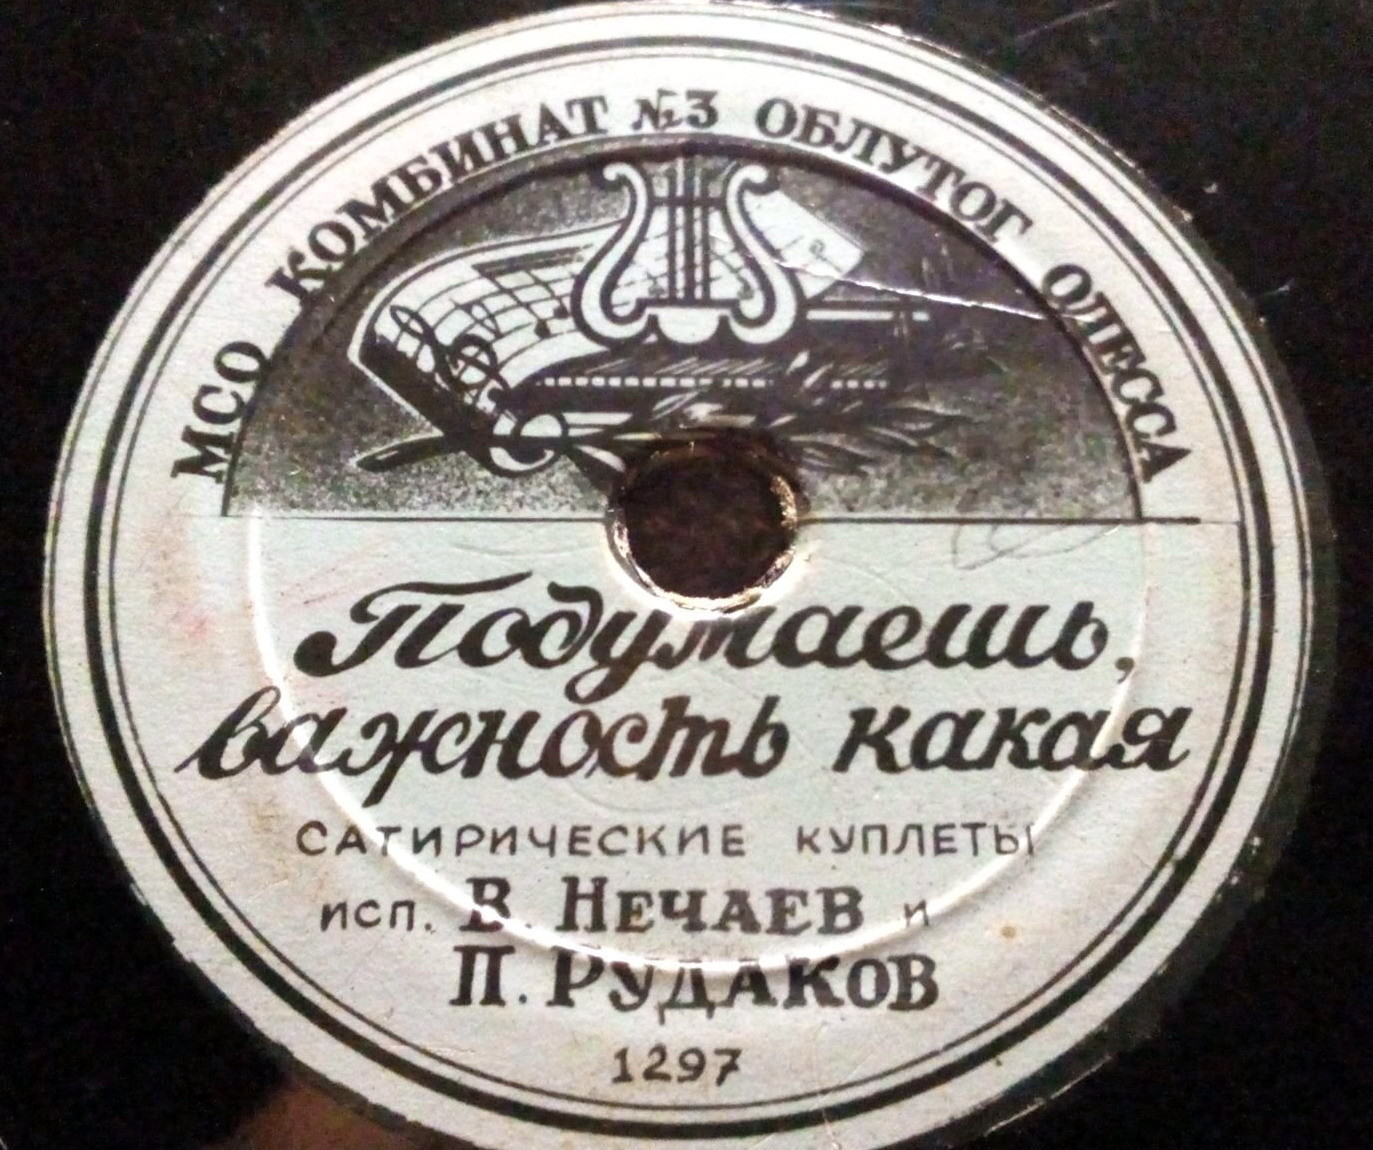 МСО КОМБИНАТ №3 ОБЛУТОГ ОДЕССА
Подумаешь,
важность какая
САТИРИЧЕСКИЕ КУПЛЕТЫ
исп. В. НЕЧАЕВ и
П. РУДАКОВ
1297